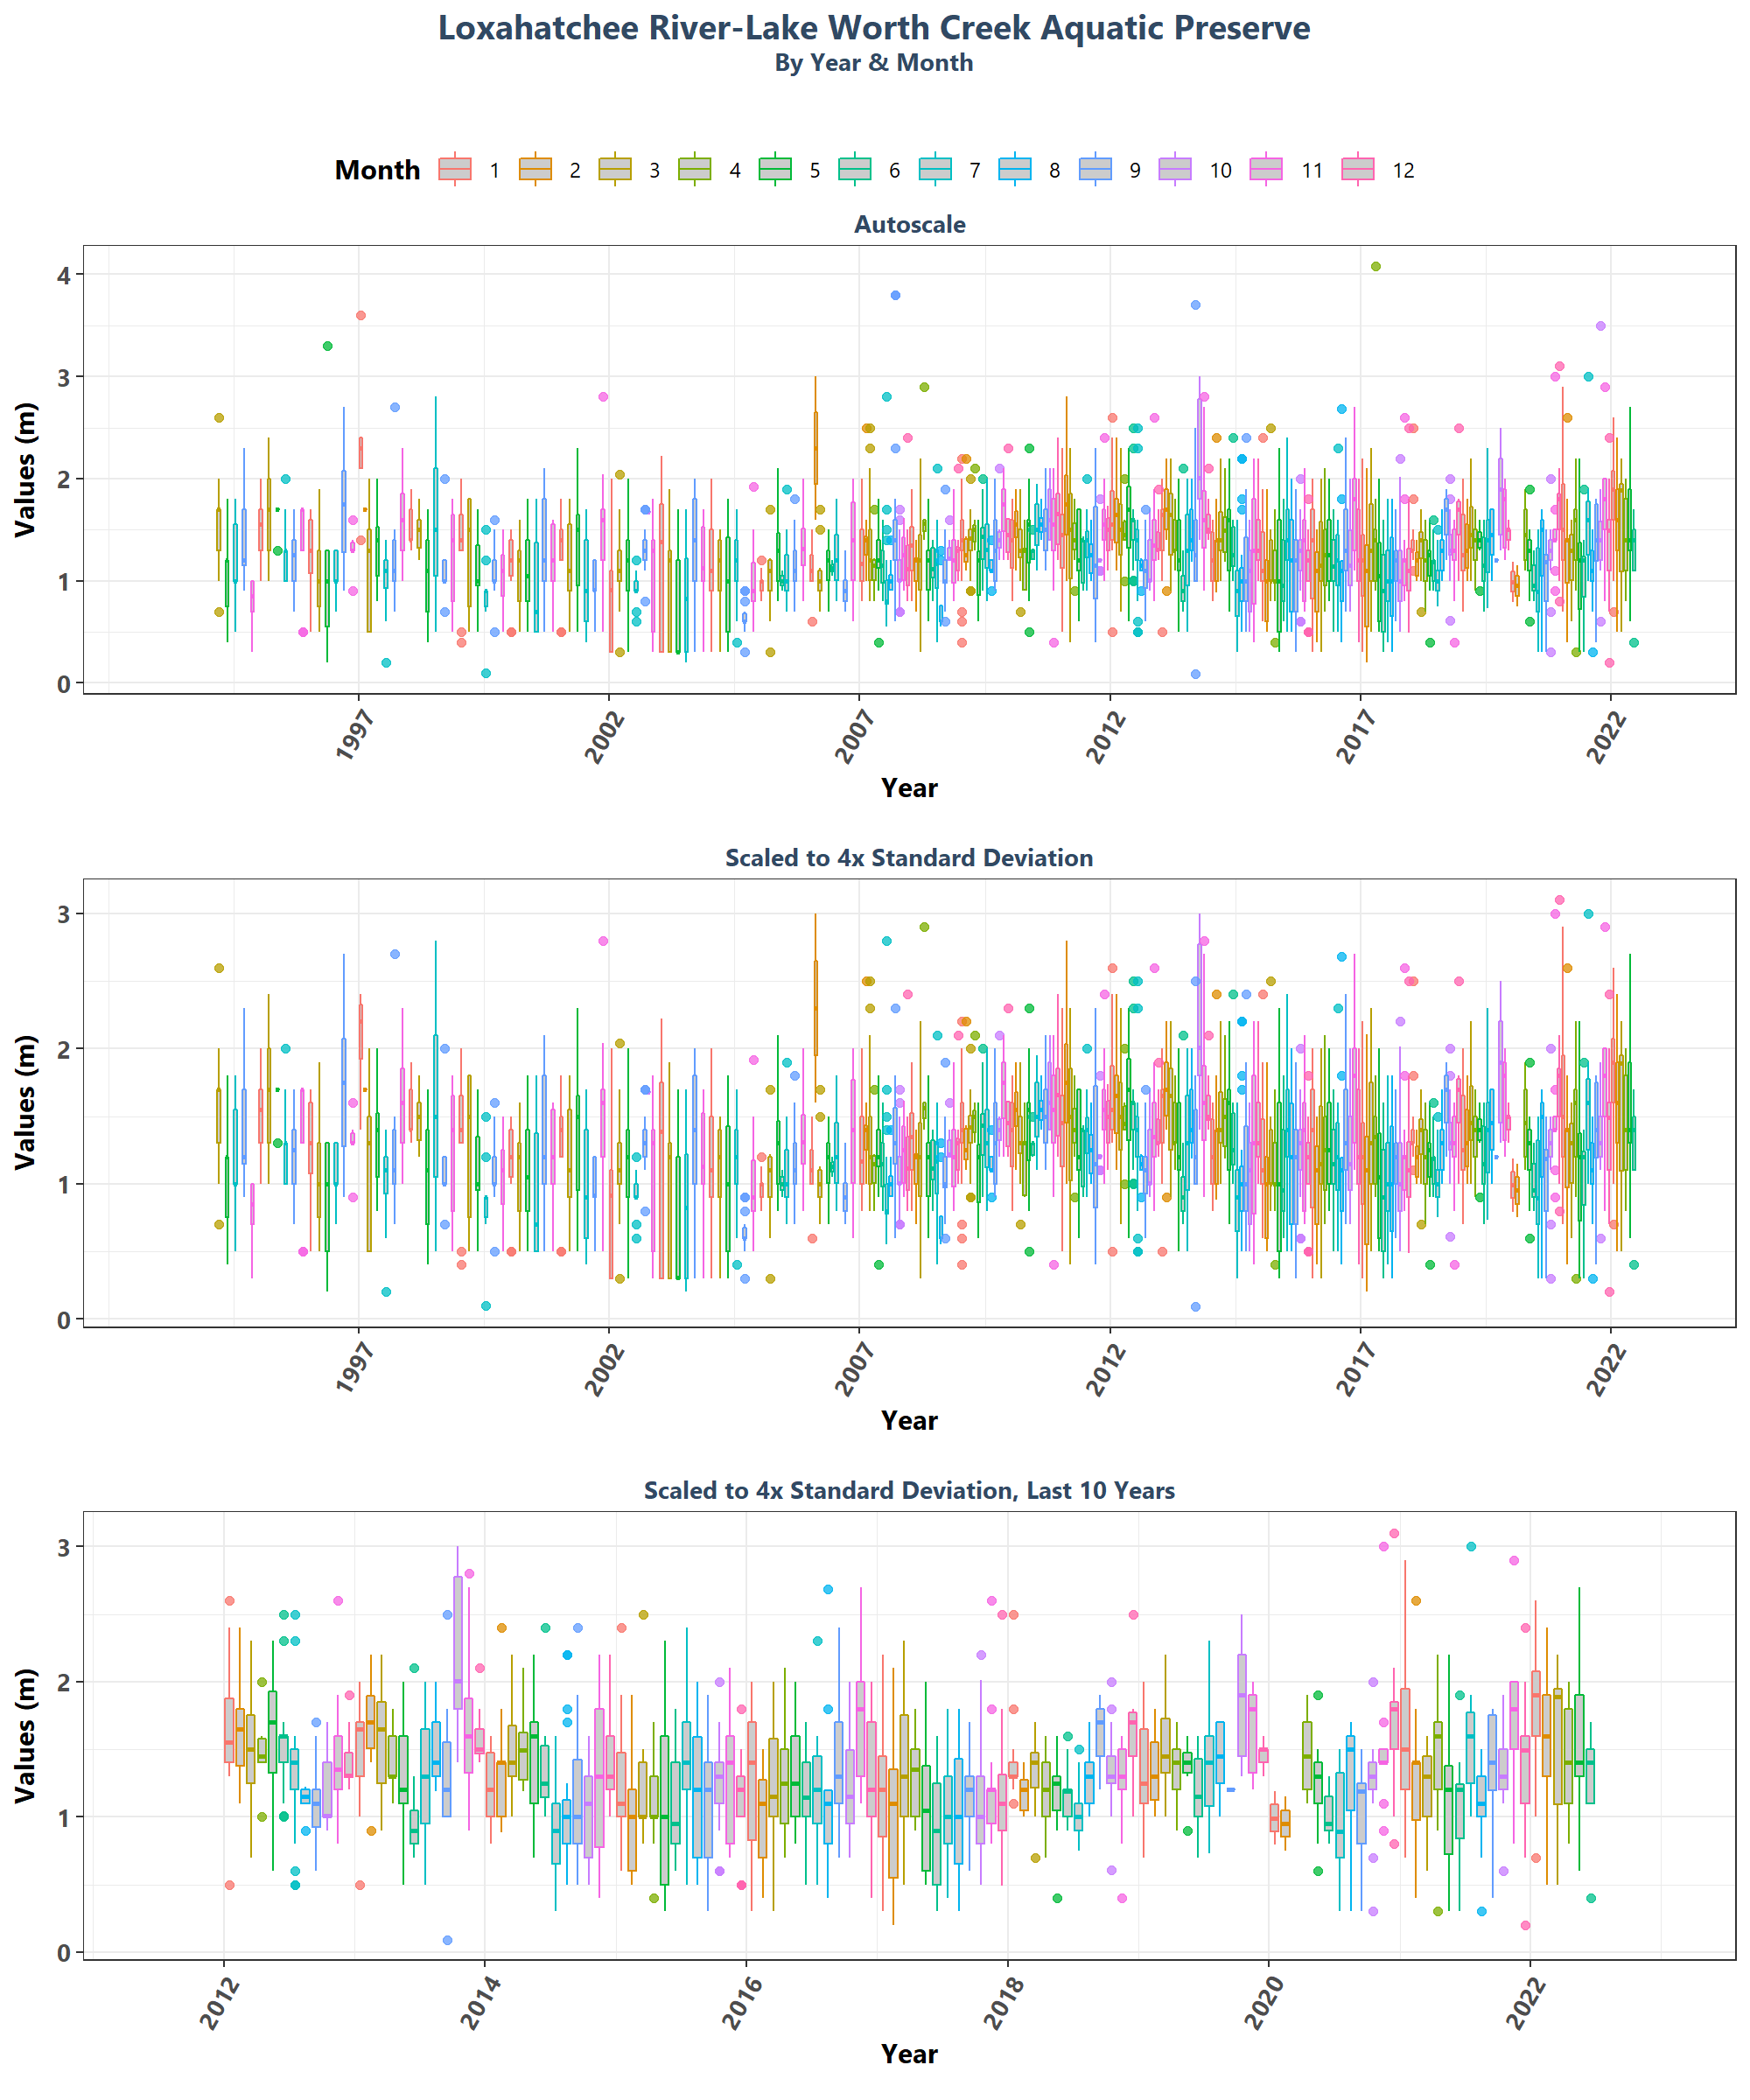 Loxahatchee River-Lake Worth Creek Aquatic Preserve
By Year & Month
Month 1 2 3 4 5 6 7 8 9 10 11 12
Autoscale
4
3
2
1
0
Values (m)
1997 2002 2007 2012 2017 2022
Year
Scaled to 4x Standard Deviation
3
2
1
0
Values (m)
1997 2002 2007 2012 2017 2022
Year
Scaled to 4x Standard Deviation, Last 10 Years
3
2
1
0
Values (m)
2012 2014 2016 2018 2020 2022
Year